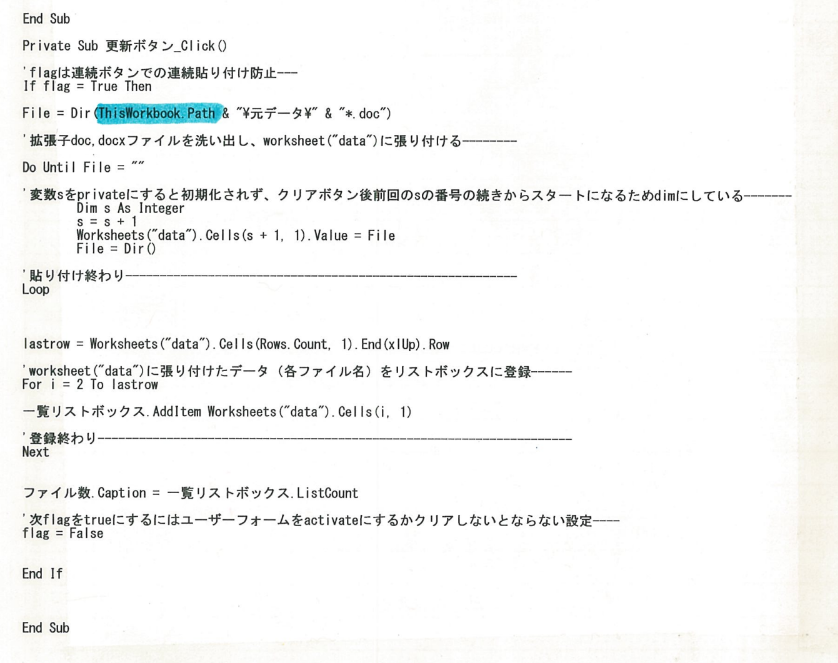 End Sub
Private Sub 更新ボタン_Click()
'flagは連続ボタンでの連続貼り付け防止---
If flag = True Then
File = Dir(ThisWorkbook.Path & "¥元データ¥" & "*.doc")
'拡張子doc,docxファイルを洗い出し、worksheet("data")に張り付ける--------
Do Until File = ""
'変数sをprivateにすると初期化されず、クリアボタン後前回のsの番号の続きからスタートになるためdimにしている-------
Dim s As Integer
s = s + 1
Worksheets("data").Cells(s + 1, 1).Value = File
File = Dir()
'貼り付け終わり---------------------------------------------------------
Loop
lastrow = Worksheets("data").Cells(Rows.Count, 1).End(xlUp).Row
'worksheet("data")に張り付けたデータ（各ファイル名）をリストボックスに登録------
For i = 2 To lastrow
一覧リストボックス.AddItem Worksheets("data").Cells(i, 1)
'登録終わり---------------------------------------------------------------------
Next
ファイル数.Caption = 一覧リストボックス.ListCount
'次flagをtrueにするにはユーザーフォームをactivateにするかクリアしないとならない設定----
flag = False
End If
End Sub